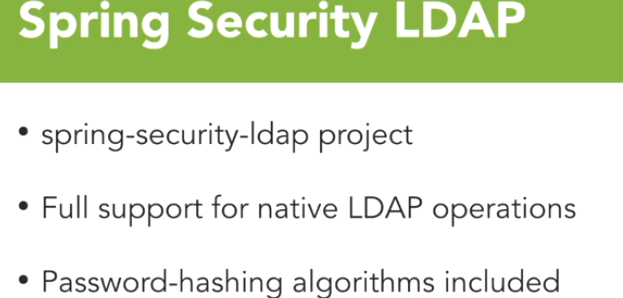 Spring Security LDAP
• spring-security-ldap project
• Full support for native LDAP operations
• Password-hashing algorithms included